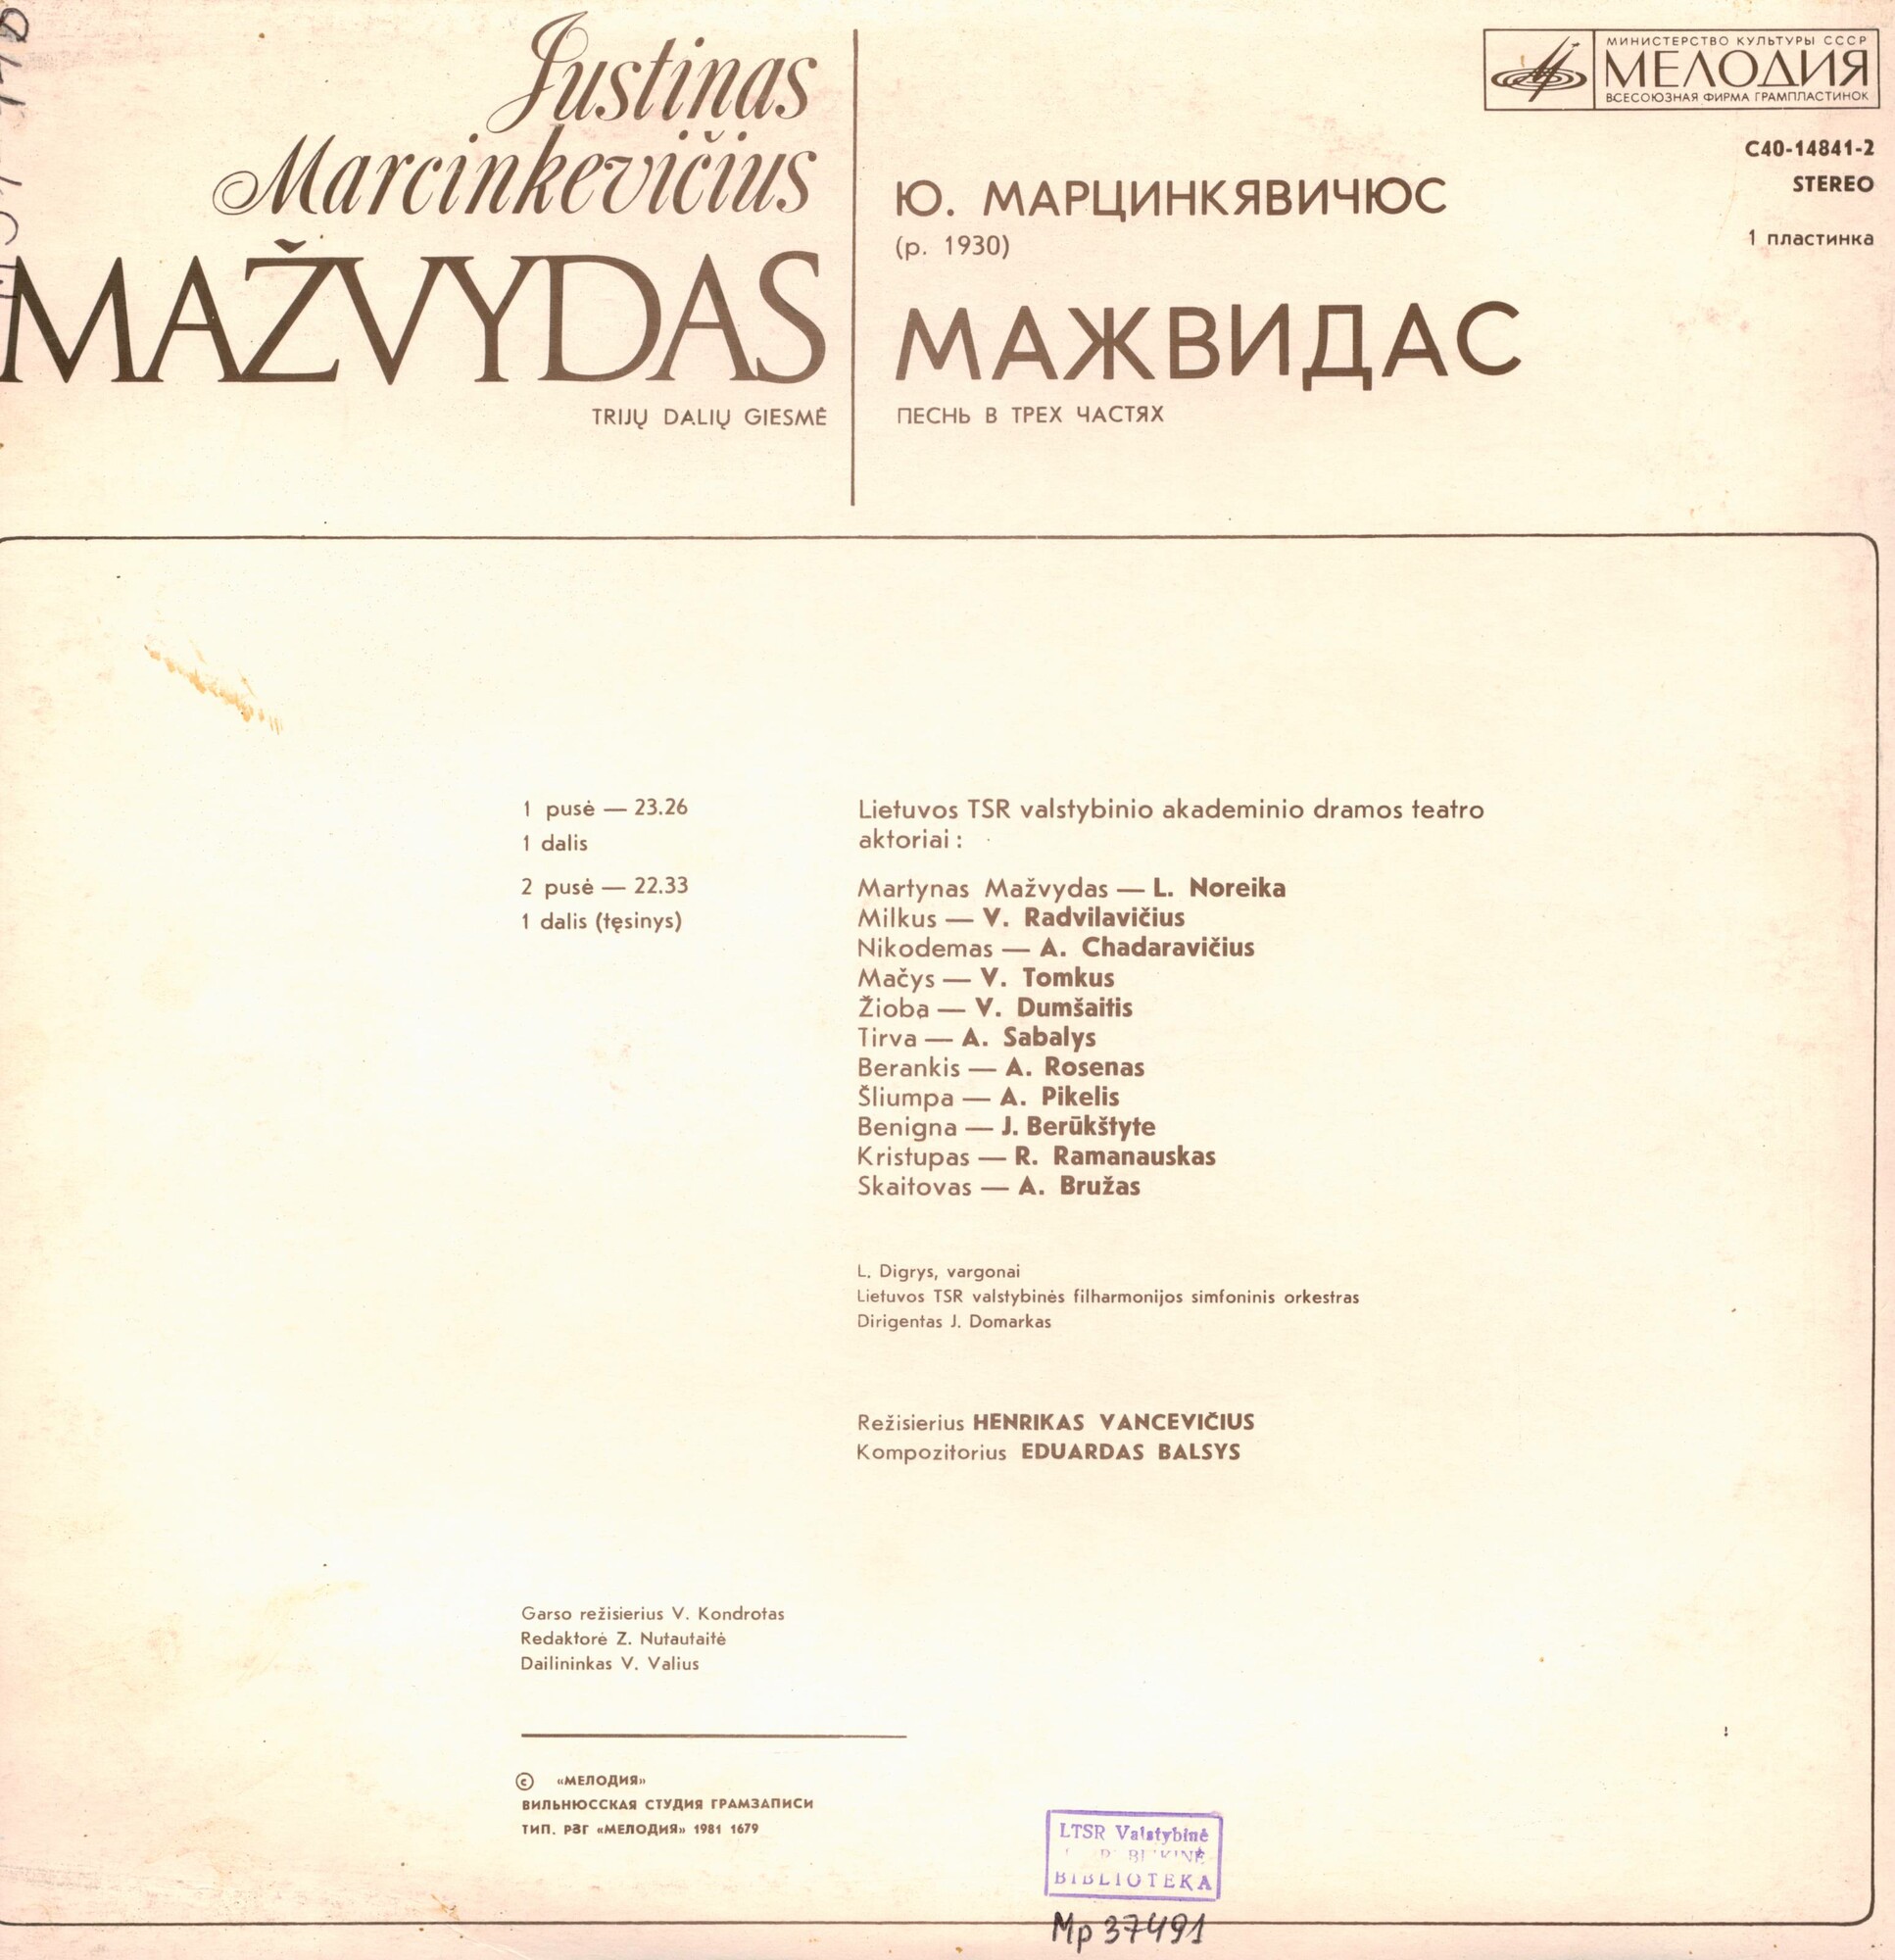 Justinas
Marcinkevičius
MAŽVYDAS
TRIJŲ DALIŲ GIESMĖ
Ю. МАРЦИНКЯВИЧЮС
(р. 1930)
МАЖВИДАС
ПЕСНЬ В ТРЕХ ЧАСТЯХ
МИНИСТЕРСТВО КУЛЬТУРЫ СССР
МЕЛОДИЯ
ВСЕСОЮЗНАЯ ФИРМА ГРАМПЛАСТИНОК
С40-14841-2
STEREO
1 пластинка
1 pusė — 23.26
1 dalis
2 pusė — 22.33
1 dalis (tęsinys)
Lietuvos TSR valstybinio akademinio dramos teatro
aktoriai :
Martynas Mažvydas — L. Noreika
Milkus — V. Radvilavičius
Nikodemas — A. Chadaravičius
Mačys — V. Tomkus
Žioba — V. Dumšaitis
Tirva — A. Sabalys
Berankis — A. Rosenas
Šliumpa — A. Pikelis
Benigna — J. Berūkštyte
Kristupas — R. Ramanauskas
Skaitovas — A. Bružas
L. Digrys, vargonai
Lietuvos TSR valstybinės filharmonijos simfoninis orkestras
Dirigentas J. Domarkas
Režisierius HENRIKAS VANCEVIČIUS
Kompozitorius EDUARDAS BALSYS
Garso režisierius V. Kondrotas
Redaktorė Z. Nutautaitė
Dailininkas V. Valius
© «МЕЛОДИЯ»
ВИЛЬНЮССКАЯ СТУДИЯ ГРАМЗАПИСИ
ТИП. РЗГ «МЕЛОДИЯ» 1981 1679
LTSR Valstybinė
BIBLIOTEKA
Mp 37491